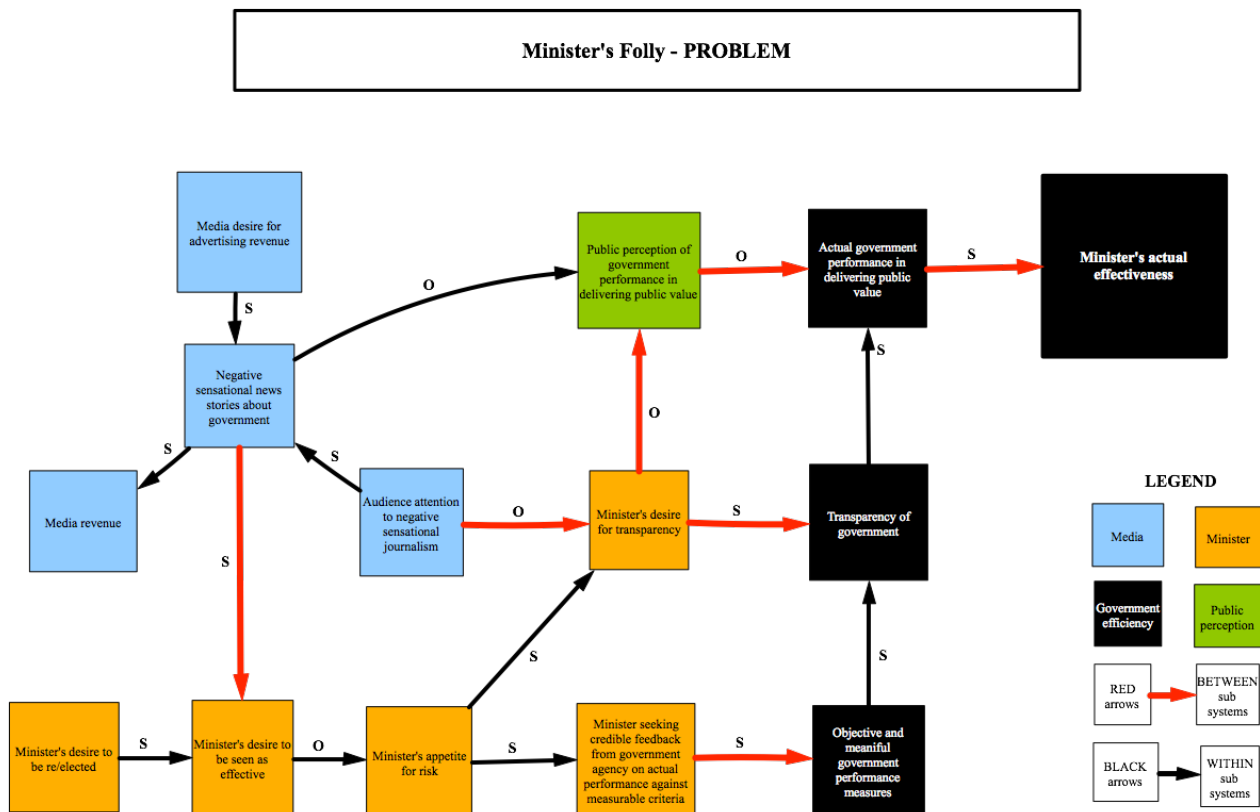 Minister's Folly - PROBLEM
Media desire for
advertising revenue
S
O
Public perception of
government
performance in
delivering public value
O
Actual government
performance in
delivering public
value
S
Minister's actual
effectiveness
Negative
sensational news
stories about
government
S
S
S
O
S
Media revenue
Audience attention
to negative
sensational
journalism
O
Minister's desire
for transparency
S
Transparency of
government
S
S
S
LEGEND
Media
Minister
Government
efficiency
Public
perception
RED
arrows
BETWEEN
sub
systems
BLACK
arrows
WITHIN
sub
systems
Minister's desire to
be re/elected
S
Minister's desire to
be seen as
effective
O
Minister's appetite
for risk
S
Minister seeking
credible feedback
from government
agency on actual
performance against
measurable criteria
S
Objective and
meaniful
government
performance
measures